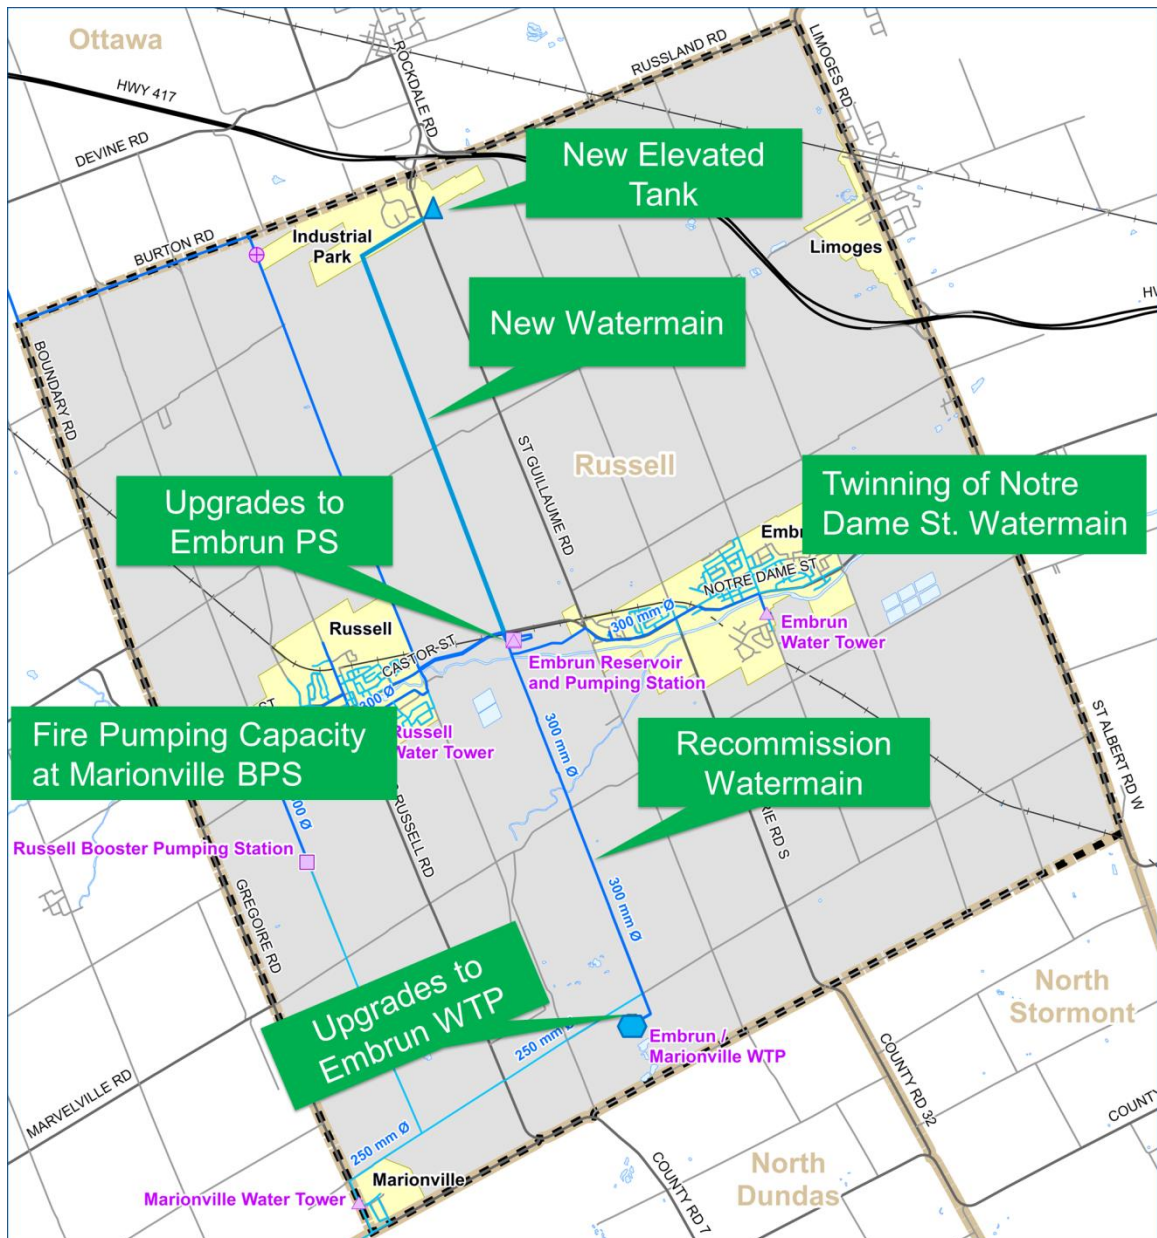 Ottawa
HWY 417
ROCKDALE RD
RUSSLAND RD
LIMOGES RD
DEVINE RD
New Elevated
Tank
BURTON RD
Industrial
Park
Limoges
New Watermain
BOUNDARY RD
ST GUILLAUME RD
Russell
Upgrades to
Embrun PS
Twinning of Notre
Dame St. Watermain
NOTRE DAME ST
300 mm Ø
Russell
CASTOR ST
Embrun
Water Tower
Embrun Reservoir
and Pumping Station
300 Ø
300 mm Ø
Fire Pumping Capacity
at Marionville BPS
Russell
Water Tower
Recommission
Watermain
ST ALBERT RD W
RUSSELL RD
RD S
Russell Booster Pumping Station
GREGOIRE RD
300 mm Ø
Upgrades to
Embrun WTP
250 mm Ø
Embrun /
Marionville WTP
North
Stormont
MARVELVILLE RD
COUNTY RD 32
COUNTY
250 mm Ø
Marionville
Marionville Water Tower
COUNTY RD 7
North
Dundas